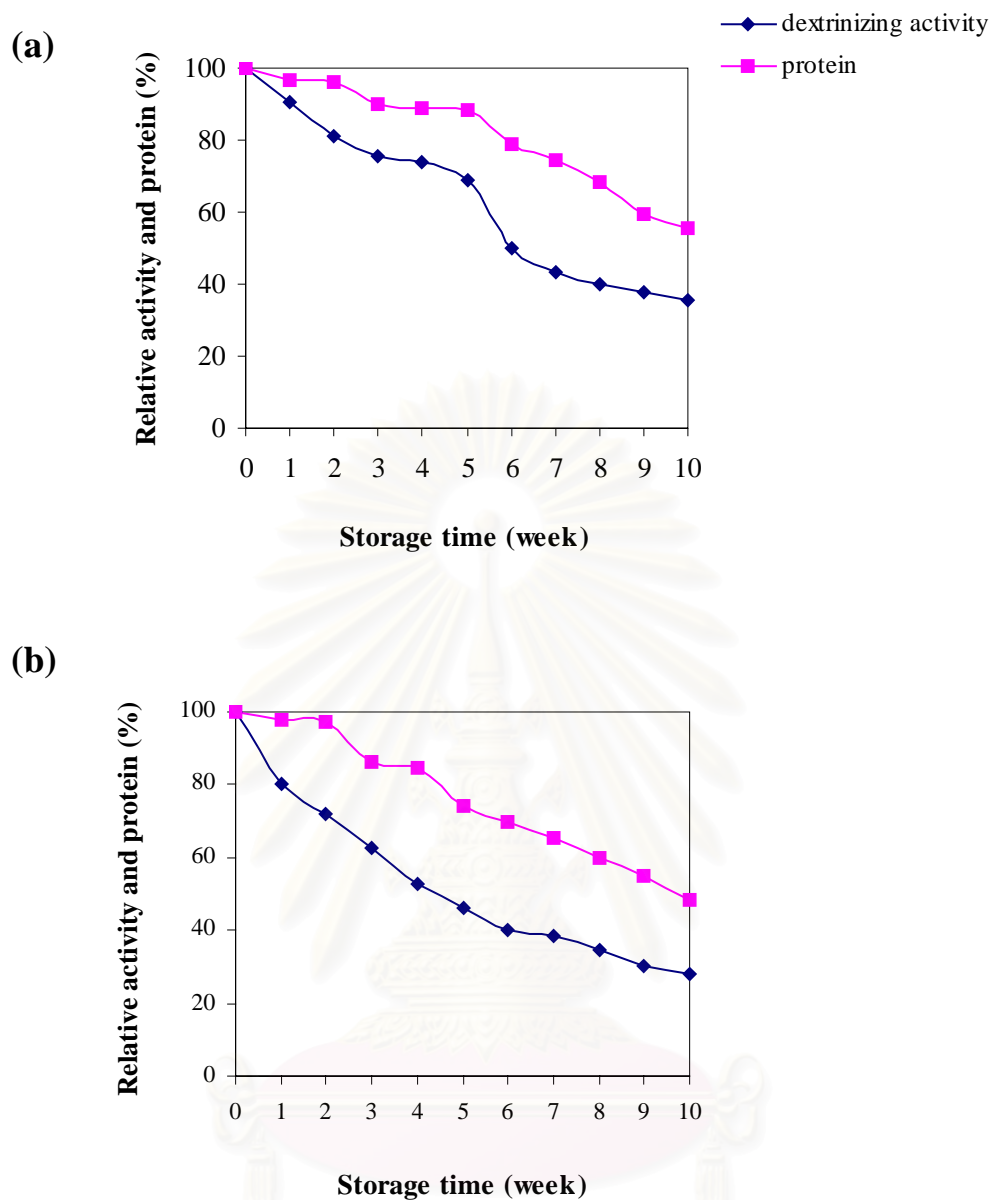 (a)
dextrinizing activity
protein
Relative activity and protein (%)
100
80
60
40
20
0
0 1 2 3 4 5 6 7 8 9 10
Storage time (week)
(b)
Relative activity and protein (%)
100
80
60
40
20
0
0 1 2 3 4 5 6 7 8 9 10
Storage time (week)